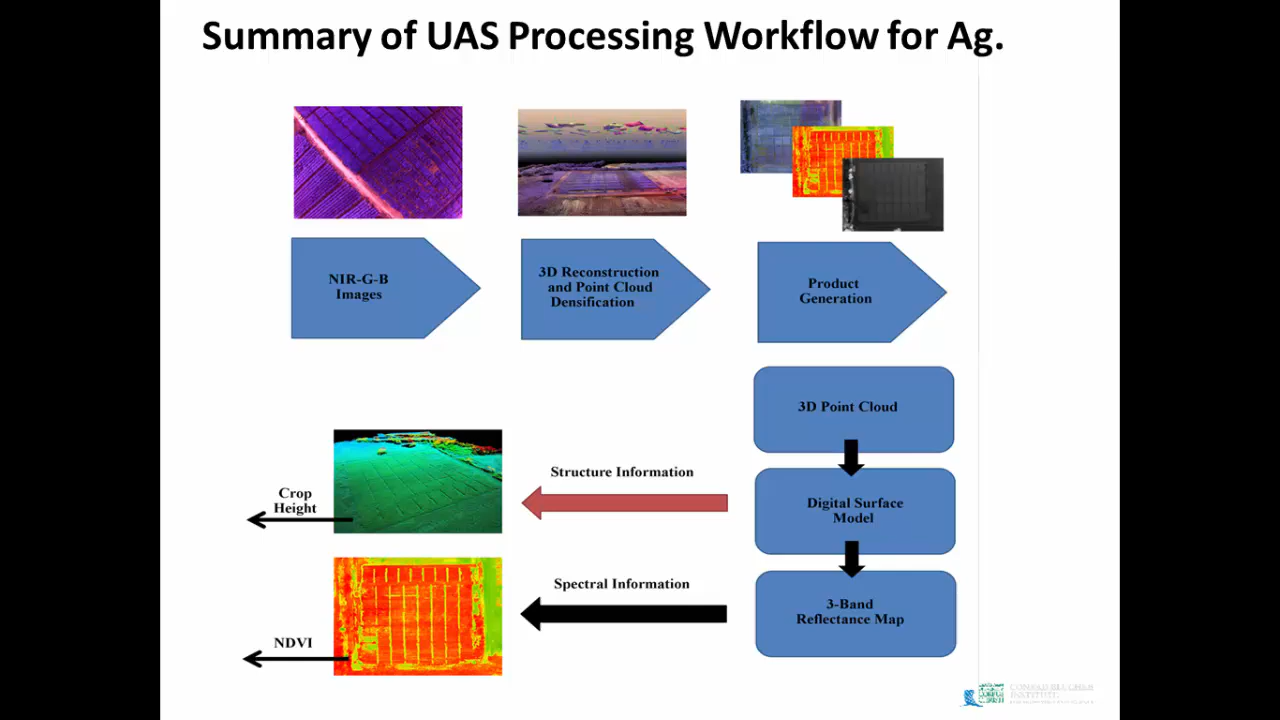 Summary of UAS Processing Workflow for Ag.
NIR-G-B
Images
3D Reconstruction
and Point Cloud
Densification
Product
Generation
3D Point Cloud
Structure Information
Crop
Height
Digital Surface
Model
Spectral Information
3-Band
Reflectance Map
NDVI
INSTITUTE